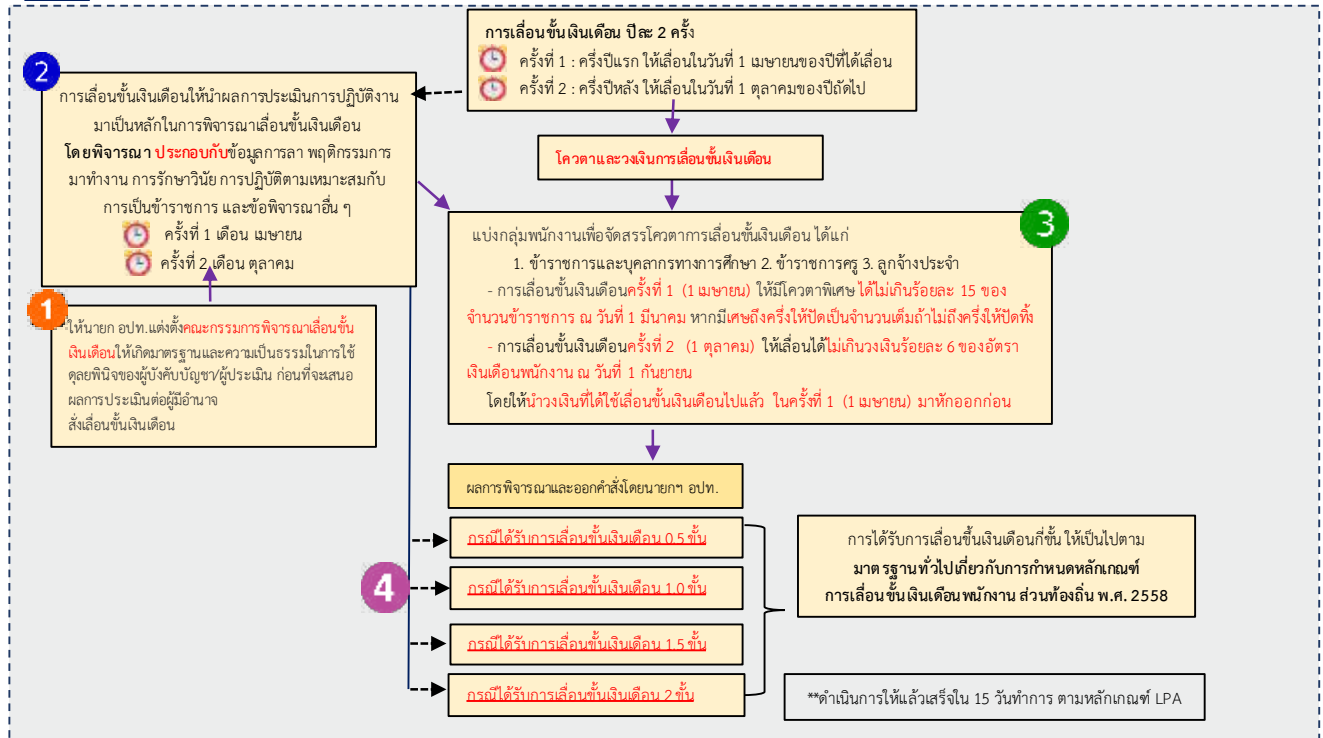 การเลื่อนขั้นเงินเดือน ปีละ 2 ครั้ง
ครั้งที่ 1 : ครึ่งปีแรก ให้เลื่อนในวันที่ 1 เมษายนของปีที่ได้เลื่อน
ครั้งที่ 2 : ครึ่งปีหลัง ให้เลื่อนในวันที่ 1 ตุลาคมของปีถัดไป
2
การเลื่อนขั้นเงินเดือนให้นำผลการประเมินการปฏิบัติงาน
มาเป็นหลักในการพิจารณาเลื่อนขั้นเงินเดือน
โดยพิจารณา ประกอบกับข้อมูลการลา พฤติกรรมการ
มาทำงาน การรักษาวินัย การปฏิบัติตามเหมาะสมกับ
การเป็นข้าราชการ และข้อพิจารณาอื่น ๆ
ครั้งที่ 1 เดือน เมษายน
ครั้งที่ 2 เดือน ตุลาคม
โควตาและวงเงินการเลื่อนขั้นเงินเดือน
1
ให้นายก อปท.แต่งตั้งคณะกรรมการพิจารณาเลื่อนขั้น
เงินเดือนให้เกิดมาตรฐานและความเป็นธรรมในการใช้
ดุลยพินิจของผู้บังคับบัญชา/ผู้ประเมิน ก่อนที่จะเสนอ
ผลการประเมินต่อผู้มีอำนาจ
สั่งเลื่อนขั้นเงินเดือน
3
แบ่งกลุ่มพนักงานเพื่อจัดสรรโควตาการเลื่อนขั้นเงินเดือน ได้แก่
1. ข้าราชการและบุคลากรทางการศึกษา 2. ข้าราชการครู 3. ลูกจ้างประจำ
- การเลื่อนขั้นเงินเดือนครั้งที่ 1 (1 เมษายน) ให้มีโควตาพิเศษ ได้ไม่เกินร้อยละ 15 ของ
จำนวนข้าราชการ ณ วันที่ 1 มีนาคม หากมีเศษถึงครึ่งให้ปัดเป็นจำนวนเต็มถ้าไม่ถึงครึ่งให้ปัดทิ้ง
- การเลื่อนขั้นเงินเดือนครั้งที่ 2 (1 ตุลาคม) ให้เลื่อนได้ไม่เกินวงเงินร้อยละ 6 ของอัตรา
เงินเดือนพนักงาน ณ วันที่ 1 กันยายน
โดยให้นำวงเงินที่ได้ใช้เลื่อนขั้นเงินเดือนไปแล้ว ในครั้งที่ 1 (1 เมษายน) มาหักออกก่อน
ผลการพิจารณาและออกคำสั่งโดยนายกฯ อปท.
4
กรณีได้รับการเลื่อนขั้นเงินเดือน 0.5 ขั้น
กรณีได้รับการเลื่อนขั้นเงินเดือน 1.0 ขั้น
กรณีได้รับการเลื่อนขั้นเงินเดือน 1.5 ขั้น
กรณีได้รับการเลื่อนขั้นเงินเดือน 2 ขั้น
การได้รับการเลื่อนขึ้นเงินเดือนกี่ขั้น ให้เป็นไปตาม
มาตรฐานทั่วไปเกี่ยวกับการกำหนดหลักเกณฑ์
การเลื่อนขั้นเงินเดือนพนักงาน ส่วนท้องถิ่น พ.ศ. 2558
**ดำเนินการให้แล้วเสร็จใน 15 วันทำการ ตามหลักเกณฑ์ LPA